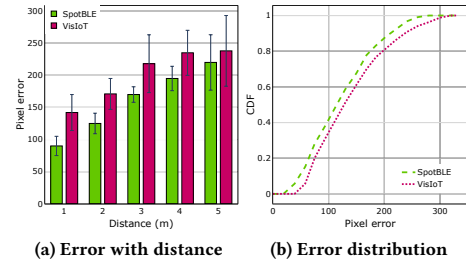 300
250
200
150
100
50
0
Pixel error
SpotBLE
VisIoT
1 2 3 4 5
Distance (m)
(a) Error with distance
1
0.8
0.6
0.4
0.2
0
CDF
SpotBLE
VisIoT
0 100 200 300
Pixel error
(b) Error distribution